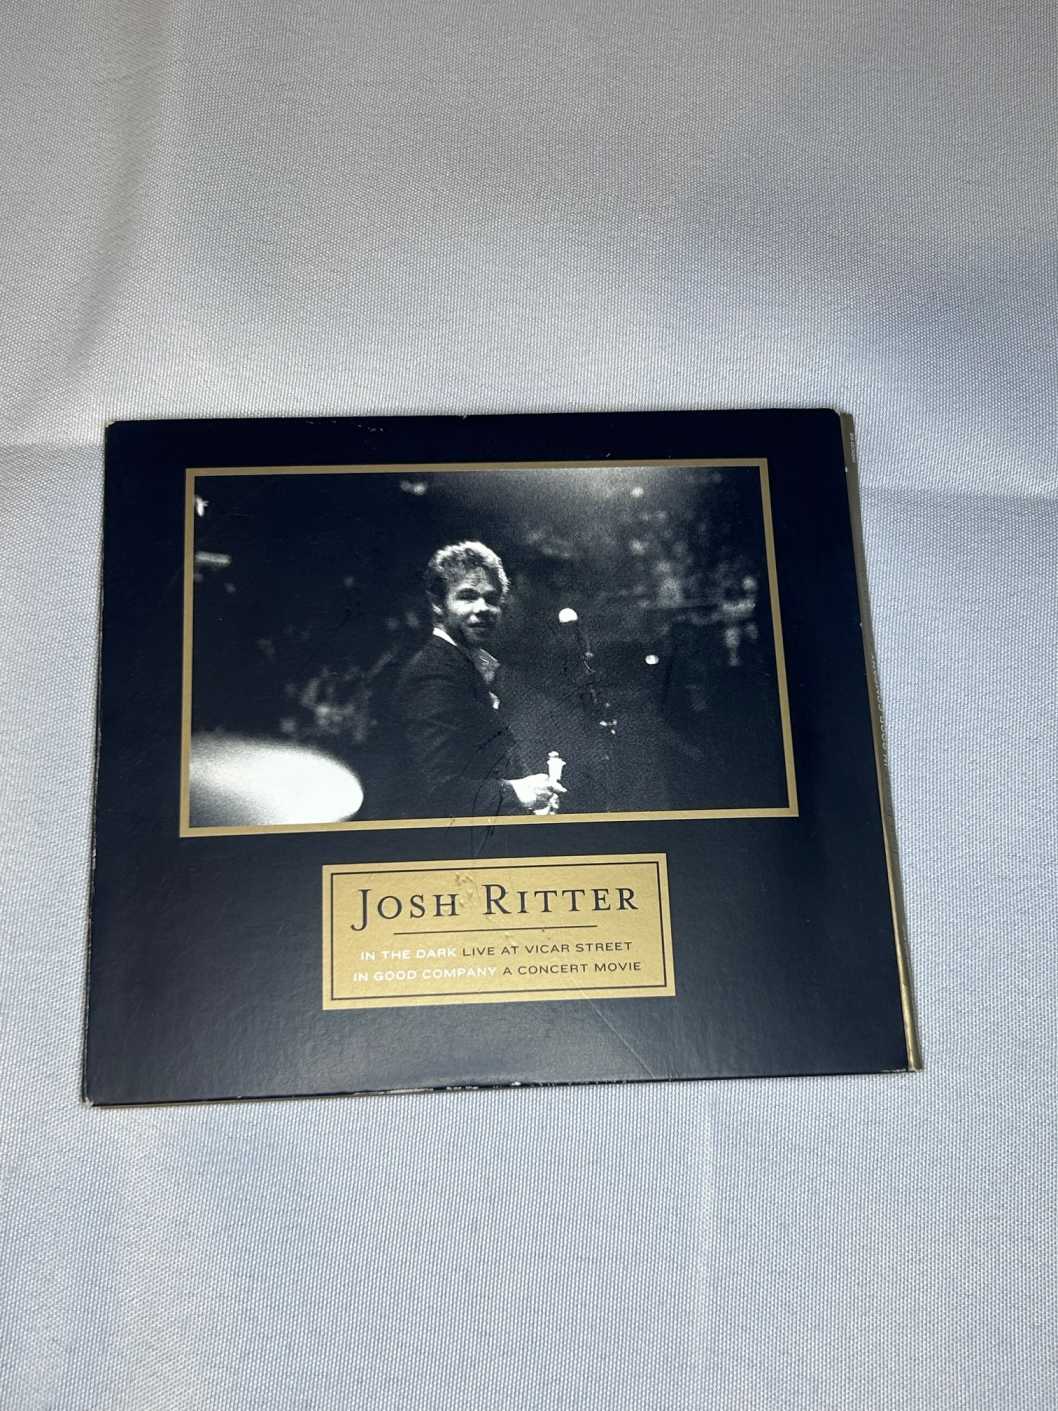 JOSH RITTER
IN THE DARK LIVE AT VICAR STREET
IN GOOD COMPANY A CONCERT MOVIE